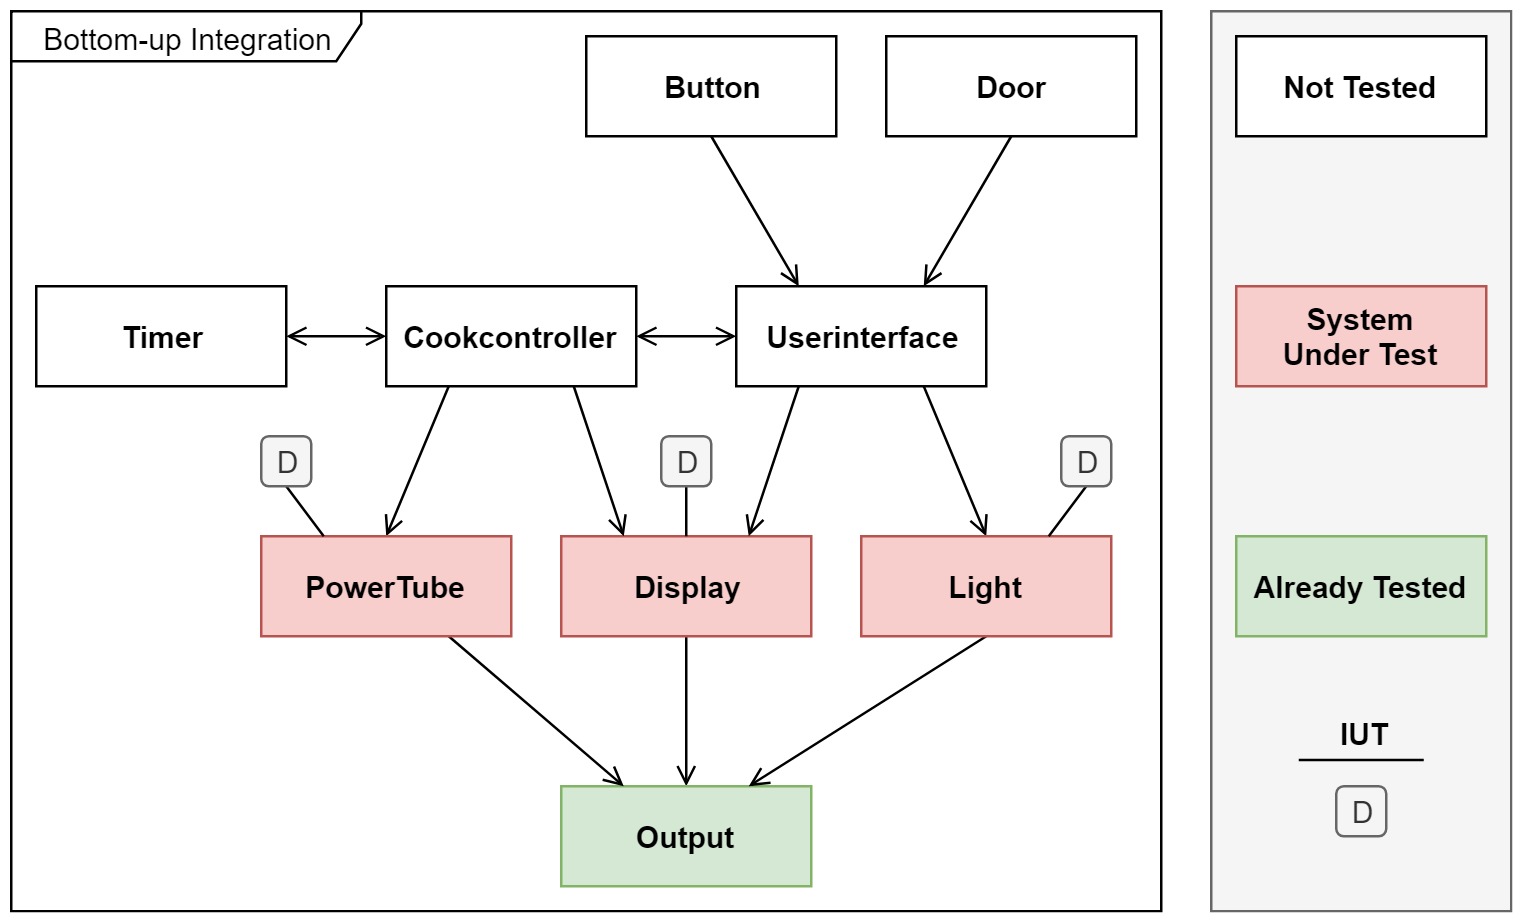 Bottom-up Integration
Button
Door
Not Tested
Timer
Cookcontroller
Userinterface
System
Under Test
D
D
D
PowerTube
Display
Light
Already Tested
IUT
D
Output